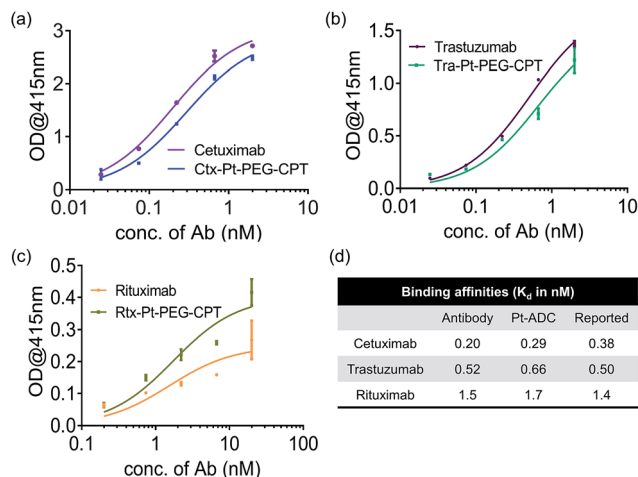 (a)
OD@415nm
3
2
1
0
Cetuximab
Ctx-Pt-PEG-CPT
0.01
0.1
1
10
conc. of Ab (nM)
(b)
OD@415nm
1.5
1.0
0.5
0.0
Trastuzumab
Tra-Pt-PEG-CPT
0.01
0.1
1
10
conc. of Ab (nM)
(c)
OD@415nm
0.5
0.4
0.3
0.2
0.1
0.0
Rituximab
Rtx-Pt-PEG-CPT
0.1
1
10
100
conc. of Ab (nM)
(d)
Binding affinities (Kd in nM)
Antibody Pt-ADC Reported
Cetuximab 0.20 0.29 0.38
Trastuzumab 0.52 0.66 0.50
Rituximab 1.5 1.7 1.4